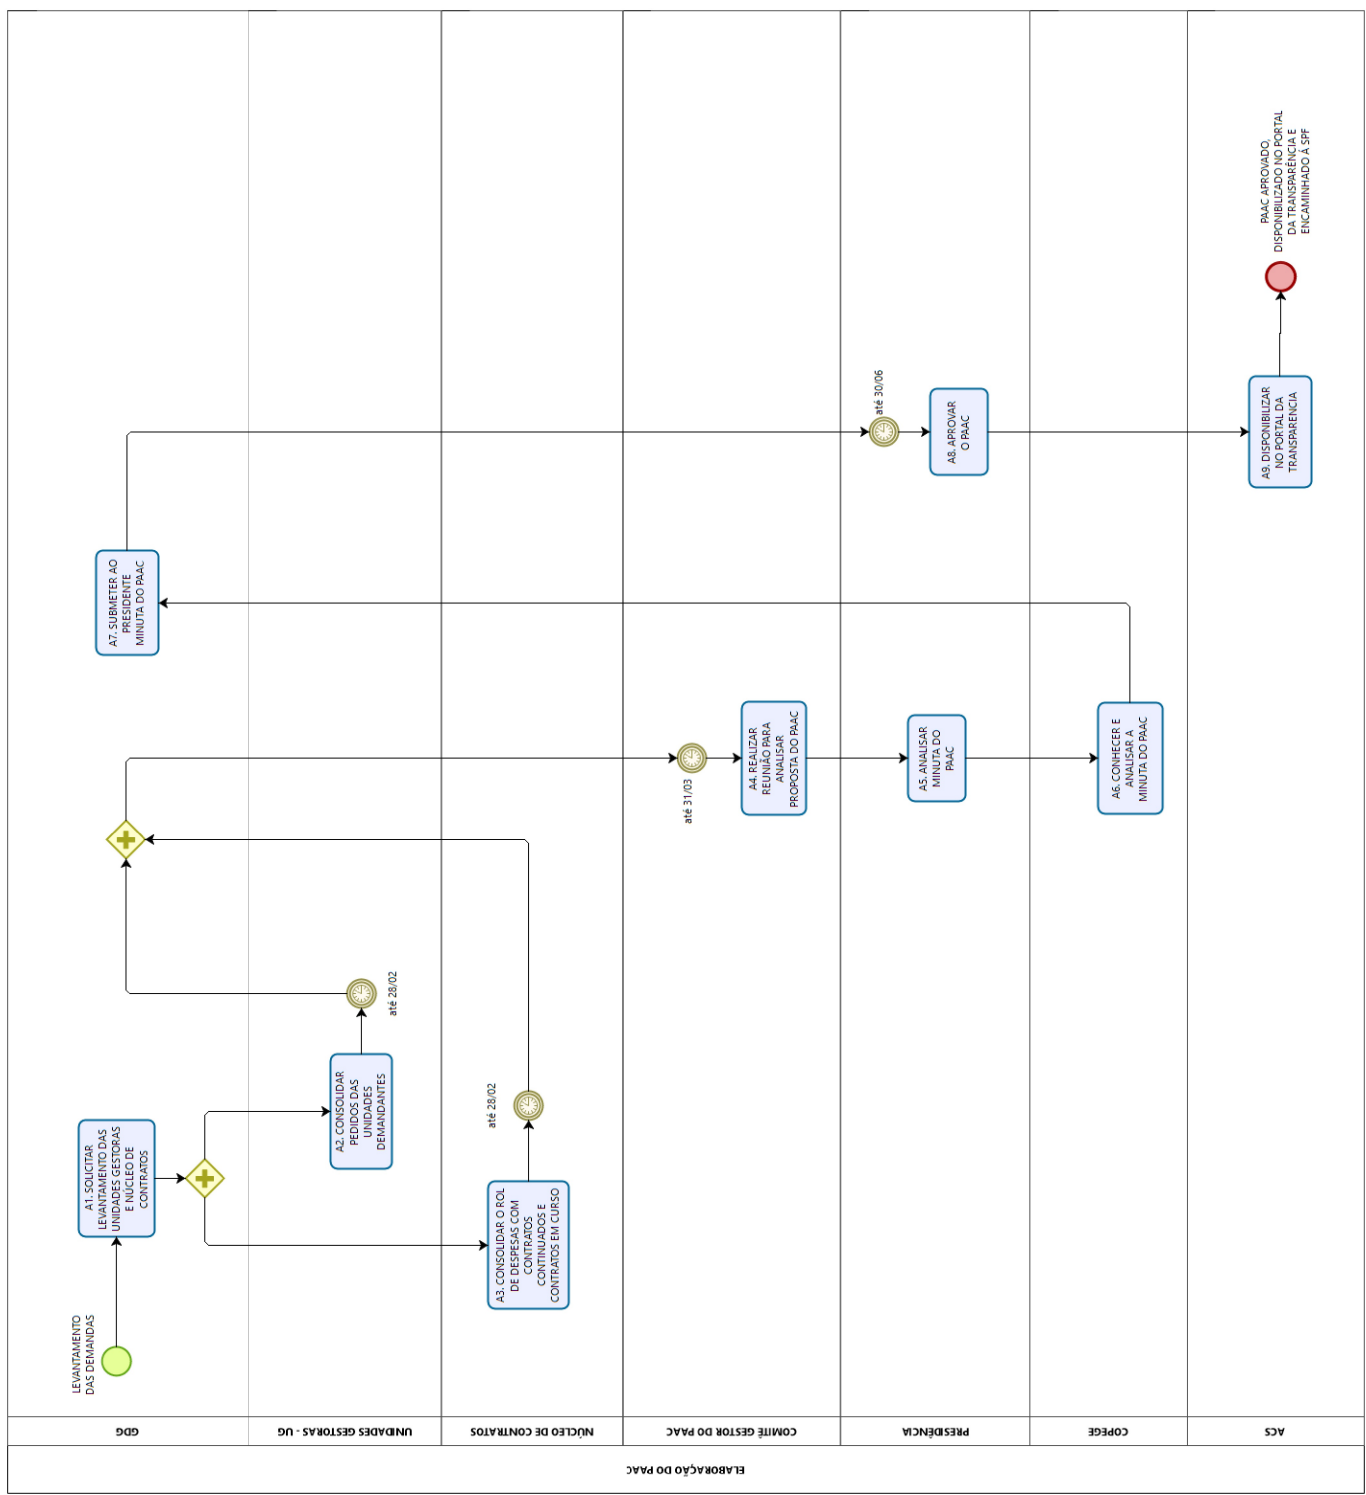 ELABORAÇÃO DO PAAC
GDG
UNIDADES GESTORAS - UG
NÚCLEO DE CONTRATOS
COMITÊ GESTOR DO PAAC
PRESIDÊNCIA
COPEGE
ACS
LEVANTAMENTO
DAS DEMANDAS
A1. SOLICITAR
LEVANTAMENTO DAS
UNIDADES GESTORAS
E NÚCLEO DE
CONTRATOS
A2. CONSOLIDAR
PEDIDOS DAS
UNIDADES
DEMANDANTES
até 28/02
A3. CONSOLIDAR O ROL
DE DESPESAS COM
CONTRATOS
CONTINUADOS E
CONTRATOS EM CURSO
até 28/02
até 31/03
A4. REALIZAR
REUNIÃO PARA
ANALISAR
PROPOSTA DO PAAC
A5. ANALISAR
MINUTA DO
PAAC
A6. CONHECER E
ANALISAR A
MINUTA DO PAAC
A7. SUBMETER AO
PRESIDENTE
MINUTA DO PAAC
até 30/06
A8. APROVAR
O PAAC
A9. DISPONIBILIZAR
NO PORTAL DA
TRANSPARENCIA
PAAC APROVADO,
DISPONIBILIZADO NO PORTAL
DA TRANSPARÊNCIA E
ENCAMINHADO Á SPF